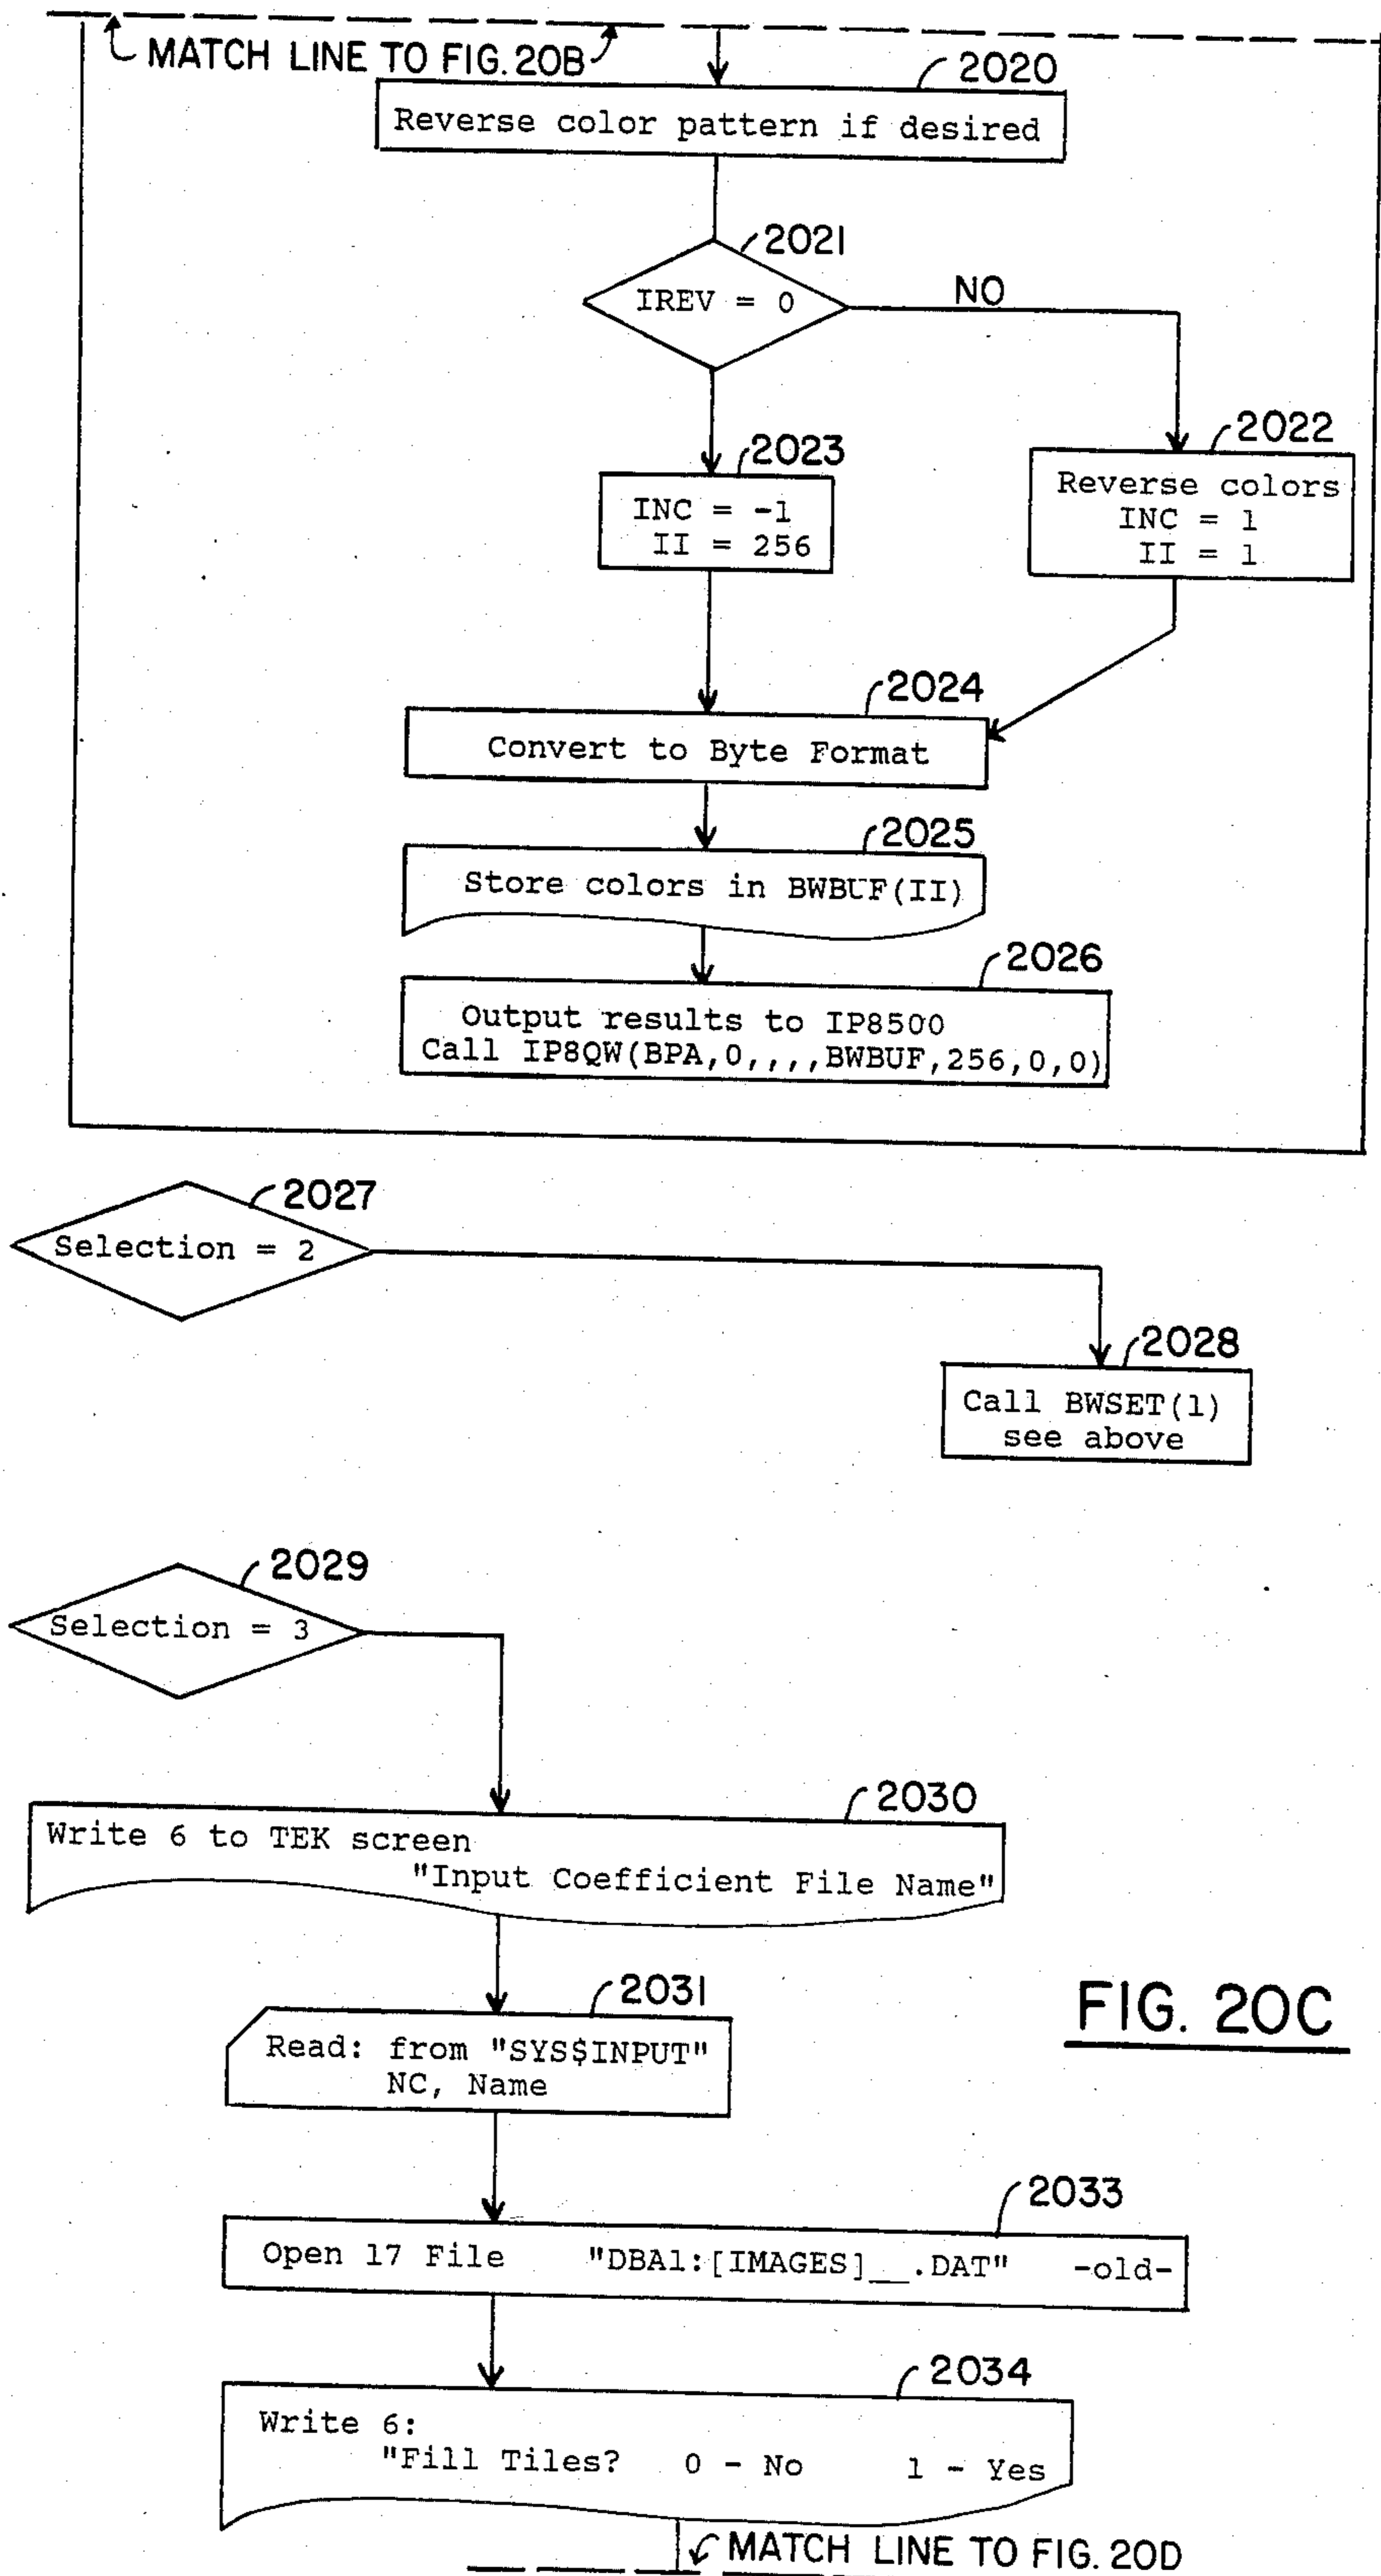 MATCH LINE TO FIG. 20B
2020
Reverse color pattern if desired
2021
IREV = 0
NO
2022
Reverse colors
INC = 1
II = 1
2023
INC = -1
II = 256
2024
Convert to Byte Format
2025
Store colors in BWBUF(II)
2026
Output results to IP8500
Call IP8QW(BPA,0,,,,BWBUF,256,0,0)
2027
Selection = 2
2028
Call BWSET(1)
see above
2029
Selection = 3
2030
Write 6 to TEK screen
"Input Coefficient File Name"
2031
Read: from "SYS$INPUT"
NC, Name
FIG. 20C
2033
Open 17 File "DBA1:[IMAGES]__.DAT" -old-
2034
Write 6:
"Fill Tiles? 0 - No 1 - Yes
MATCH LINE TO FIG. 20D